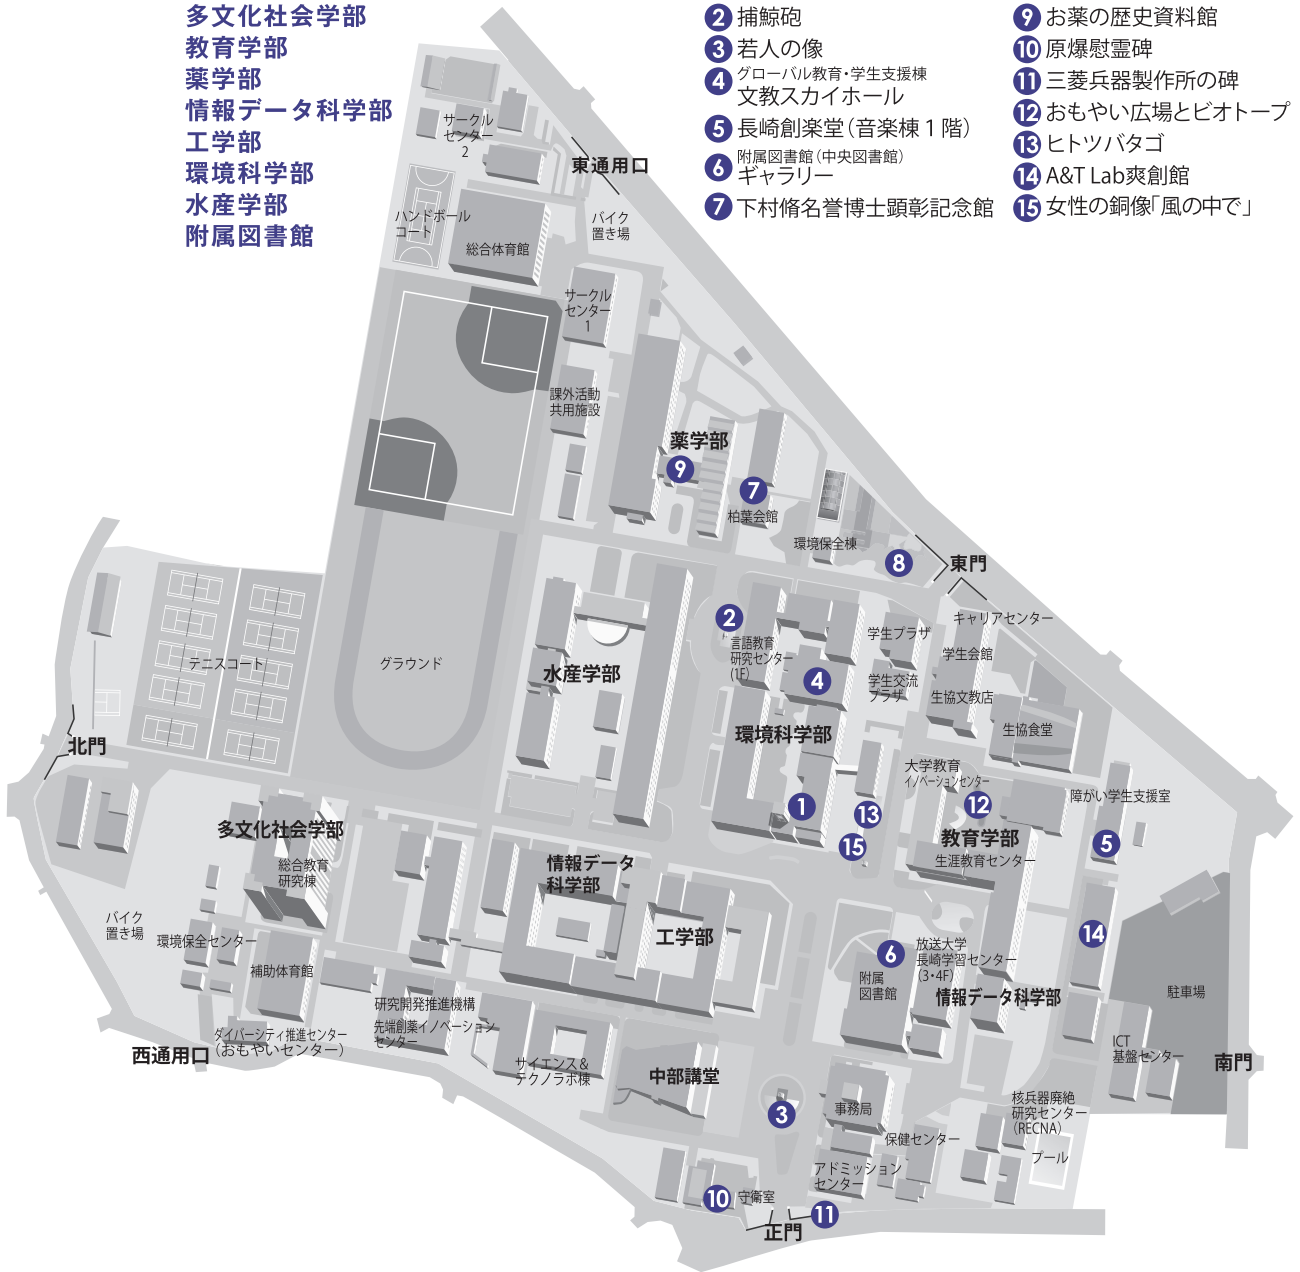 多文化社会学部
教育学部
薬学部
情報データ科学部
工学部
環境科学部
水産学部
附属図書館
2 捕鯨砲
3 若人の像
4 グローバル教育・学生支援棟
文教スカイホール
5 長崎創楽堂（音楽棟1階）
6 附属図書館（中央図書館）
ギャラリー
7 下村脩名誉博士顕彰記念館
9 お薬の歴史資料館
10 原爆慰霊碑
11 三菱兵器製作所の碑
12 おもやい広場とビオトープ
13 ヒトツバタゴ
14 A&T Lab爽創館
15 女性の銅像「風の中で」
サークル
センター
2
東通用口
ハンドボール
コート
総合体育館
バイク
置き場
サークル
センター
1
課外活動
共用施設
薬学部
9
7
柏葉会館
環境保全棟
8
東門
2
言語教育
研究センター
(1F)
学生プラザ
キャリアセンター
学生会館
テニスコート
グラウンド
水産学部
4
学生交流
プラザ
生協文教店
生協食堂
北門
環境科学部
大学教育
イノベーションセンター
障がい学生支援室
1
13
12
15
教育学部
5
生涯教育センター
多文化社会学部
総合教育
研究棟
情報データ
科学部
バイク
置き場
環境保全センター
工学部
6
放送大学
長崎学習センター
(3・4F)
14
補助体育館
附属
図書館
情報データ科学部
駐車場
研究開発推進機構
先端創薬イノベーション
センター
ダイバーシティ推進センター
（おもやいセンター）
西通用口
サイエンス＆
テクノラボ棟
中部講堂
ICT
基盤センター
南門
3
事務局
核兵器廃絶
研究センター
(RECNA)
保健センター
プール
アドミッション
センター
10
守衛室
11
正門